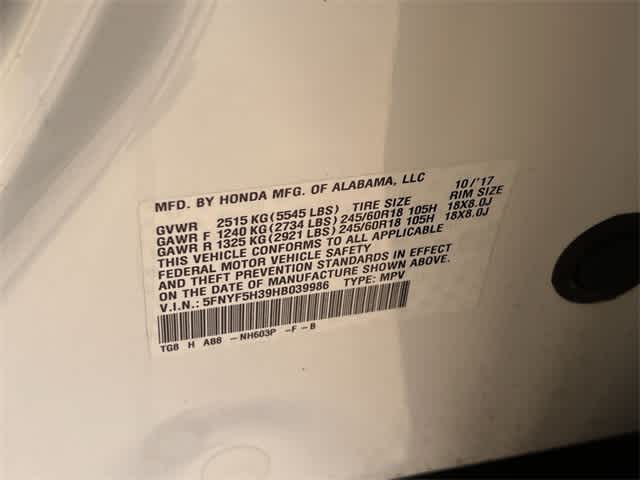 MFD. BY HONDA MFG. OF ALABAMA, LLC 10/'17
GVWR 2515 KG(5545 LBS) TIRE SIZE RIM SIZE
GAWR F 1240 KG(2734 LBS) 245/60R18 105H 18X8.0J
GAWR R 1325 KG(2921 LBS) 245/60R18 105H 18X8.0J
THIS VEHICLE CONFORMS TO ALL APPLICABLE
FEDERAL MOTOR VEHICLE SAFETY
AND THEFT PREVENTION STANDARDS IN EFFECT
ON THE DATE OF MANUFACTURE SHOWN ABOVE.
V.I.N.: 5FNYF5H39HB039986 TYPE: MPV
TG8 H A88 -NH603P -F -B